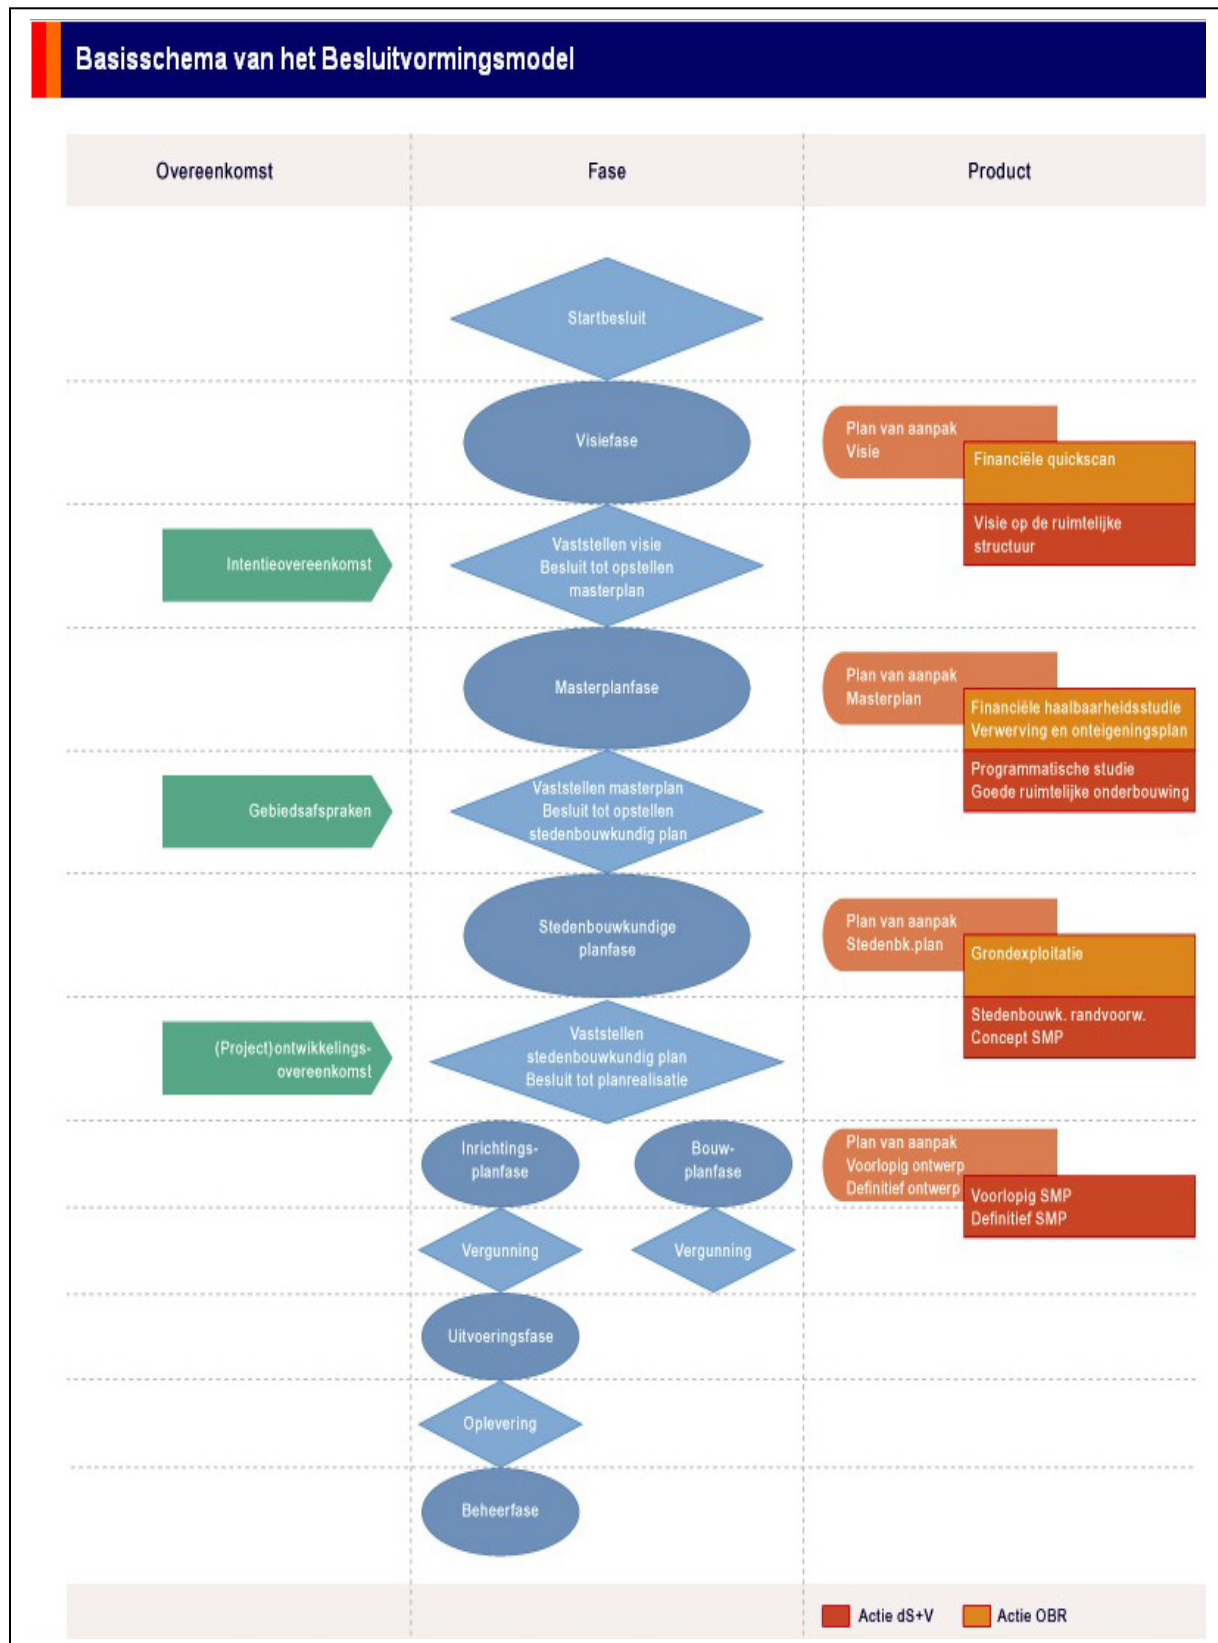 Basisschema van het Besluitvormingsmodel
Overeenkomst
Fase
Product
Startbesluit
Visiefase
Plan van aanpak
Visie
Financiële quickscan
Visie op de ruimtelijke
structuur
Intentieovereenkomst
Vaststellen visie
Besluit tot opstellen
masterplan
Masterplanfase
Plan van aanpak
Masterplan
Financiële haalbaarheidsstudie
Verwerving en onteigeningsplan
Programmatische studie
Goede ruimtelijke onderbouwing
Gebiedsafspraken
Vaststellen masterplan
Besluit tot opstellen
stedenbouwkundig plan
Stedenbouwkundige
planfase
Plan van aanpak
Stedenbk.plan
Grondexploitatie
Stedenbouwk. randvoorw.
Concept SMP
(Project)ontwikkelings-
overeenkomst
Vaststellen
stedenbouwkundig plan
Besluit tot planrealisatie
Inrichtings-
planfase
Bouw-
planfase
Plan van aanpak
Voorlopig ontwerp
Definitief ontwerp
Voorlopig SMP
Definitief SMP
Vergunning
Vergunning
Uitvoeringsfase
Oplevering
Beheerfase
Actie dS+V
Actie OBR